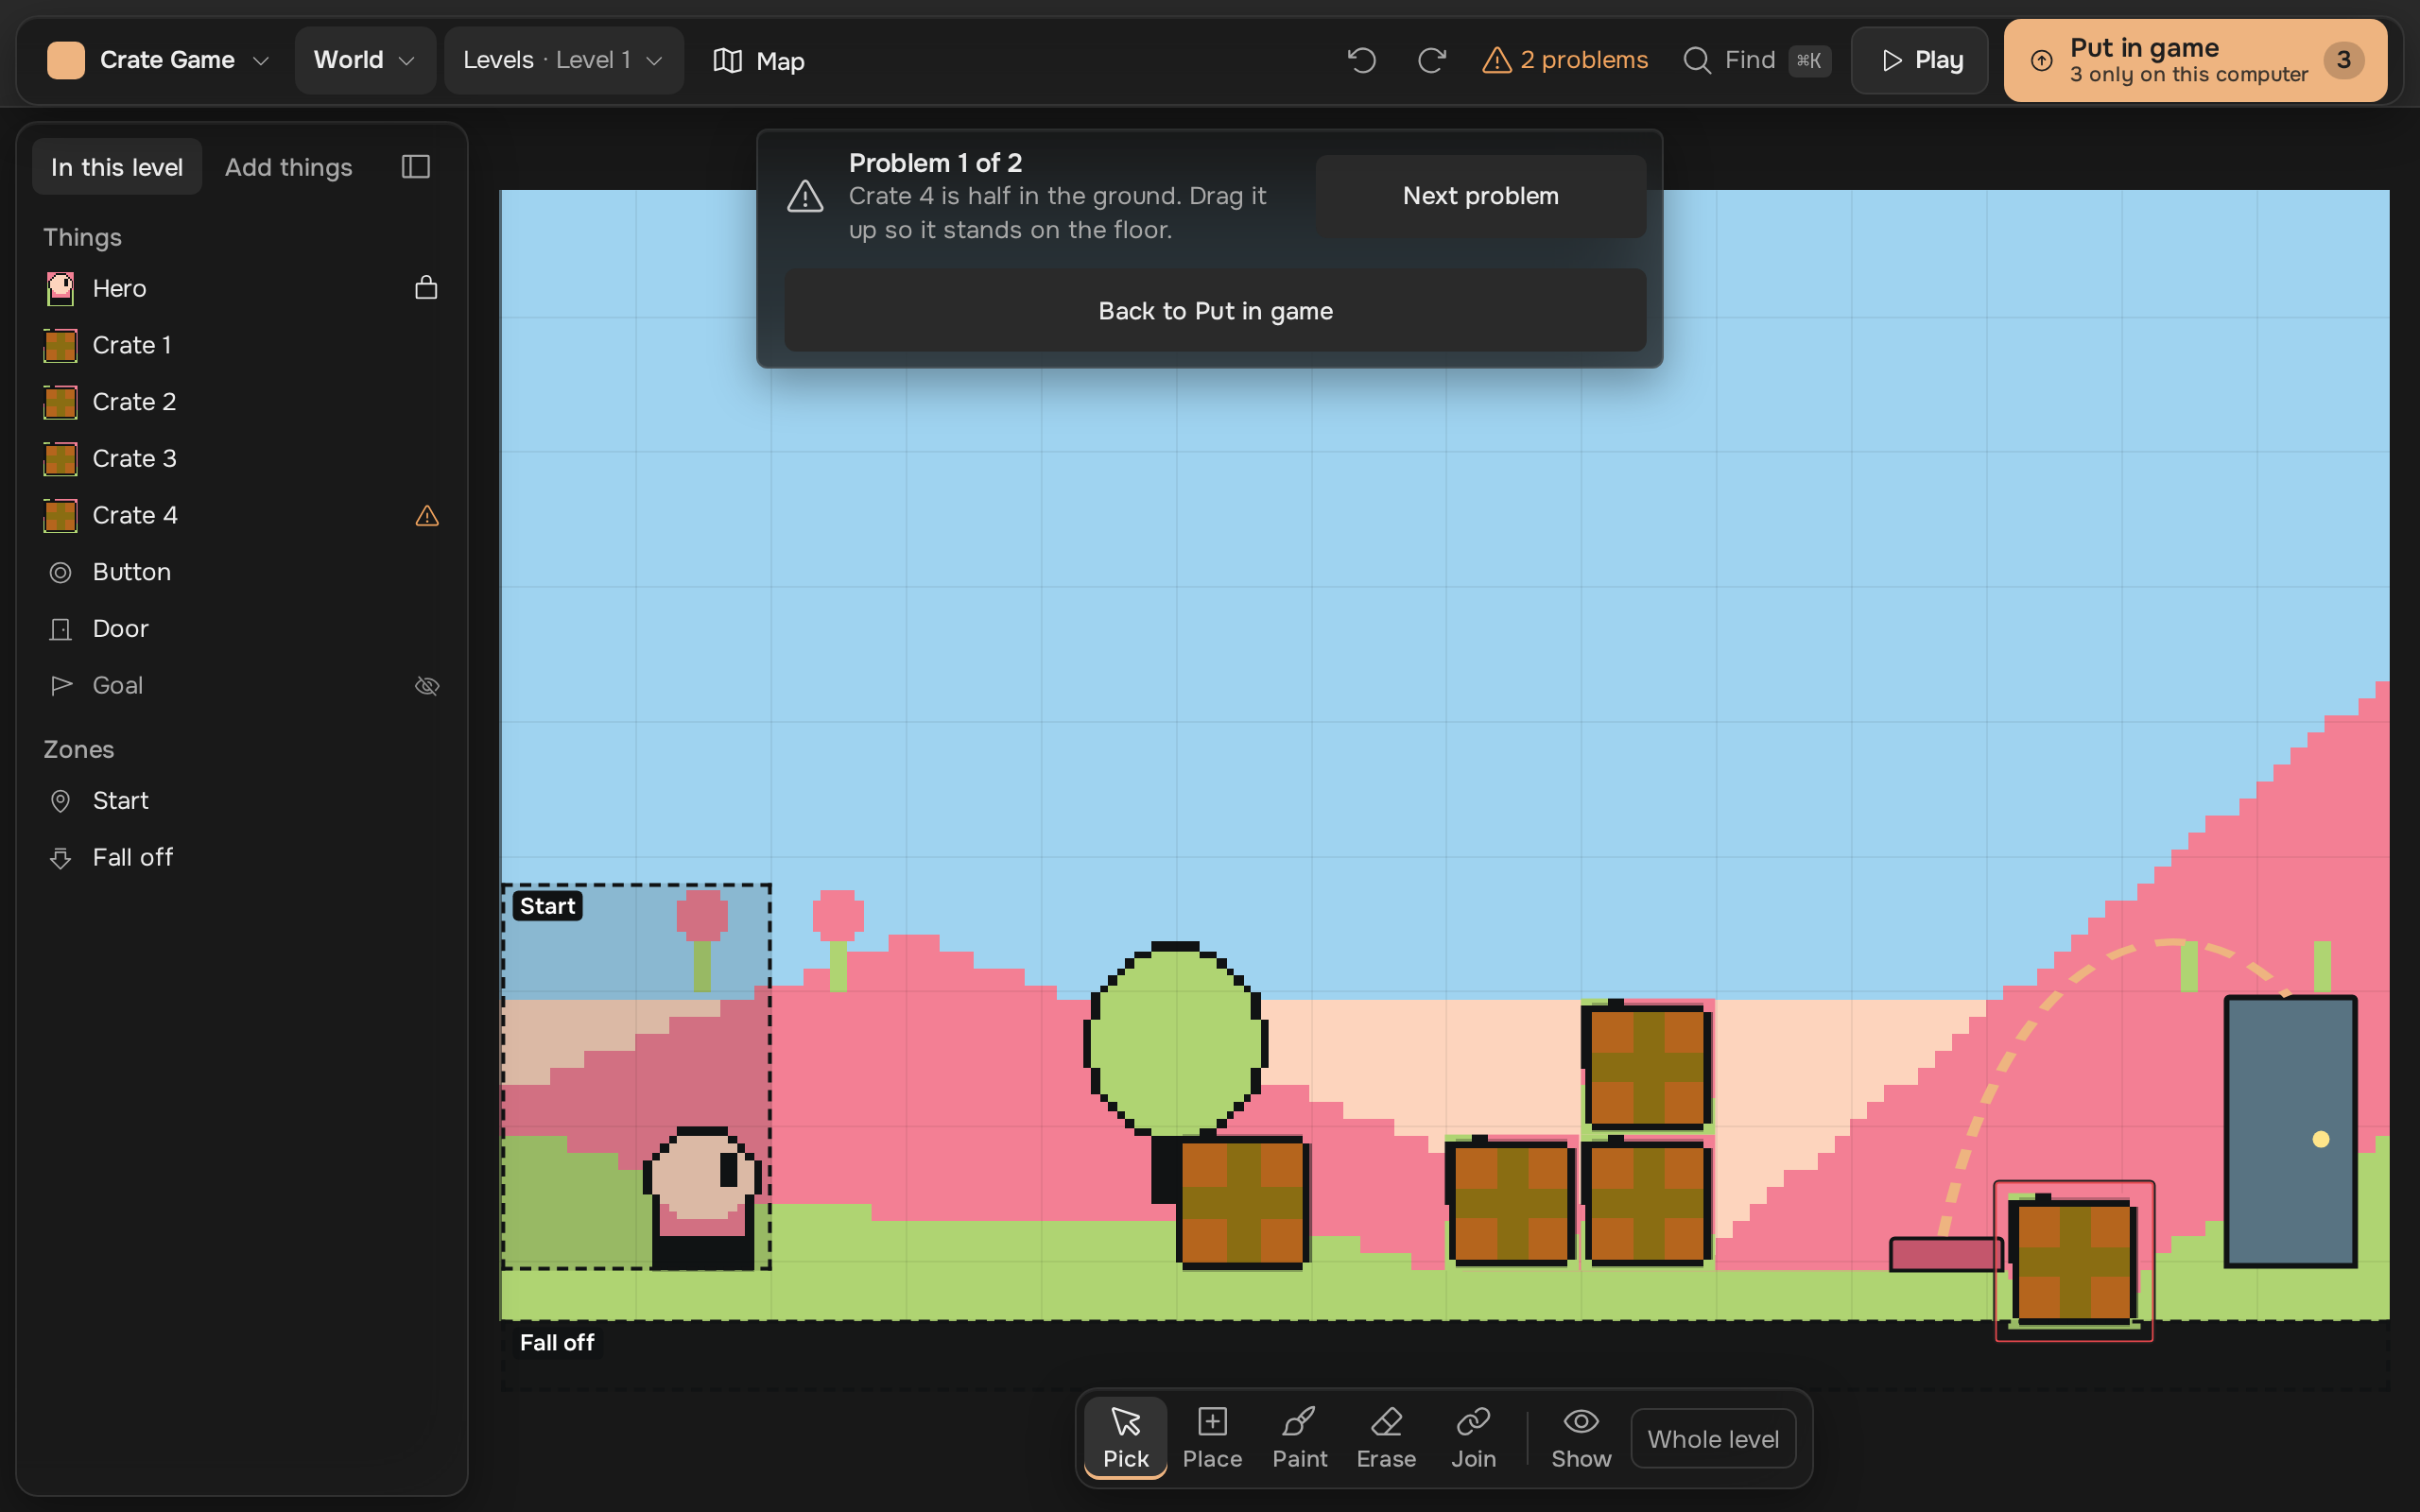 Crate Game
World
Levels · Level 1
Map
2 problems
Find ⌘K
Play
Put in game
3 only on this computer
3
In this level
Add things
Things
Hero
Crate 1
Crate 2
Crate 3
Crate 4
Button
Door
Goal
Zones
Start
Fall off
Problem 1 of 2
Crate 4 is half in the ground. Drag it
up so it stands on the floor.
Next problem
Back to Put in game
Start
Fall off
Pick
Place
Paint
Erase
Join
Show
Whole level